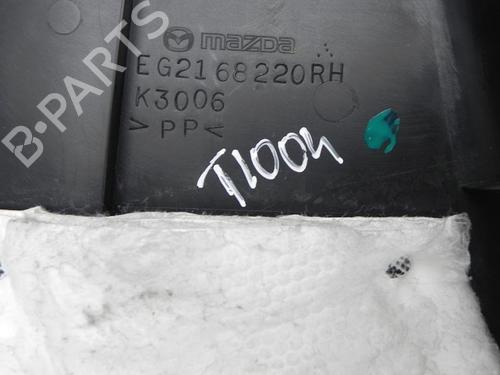 mazda
EG2168220RH
K3006
>PP<
T1004
B-PARTS